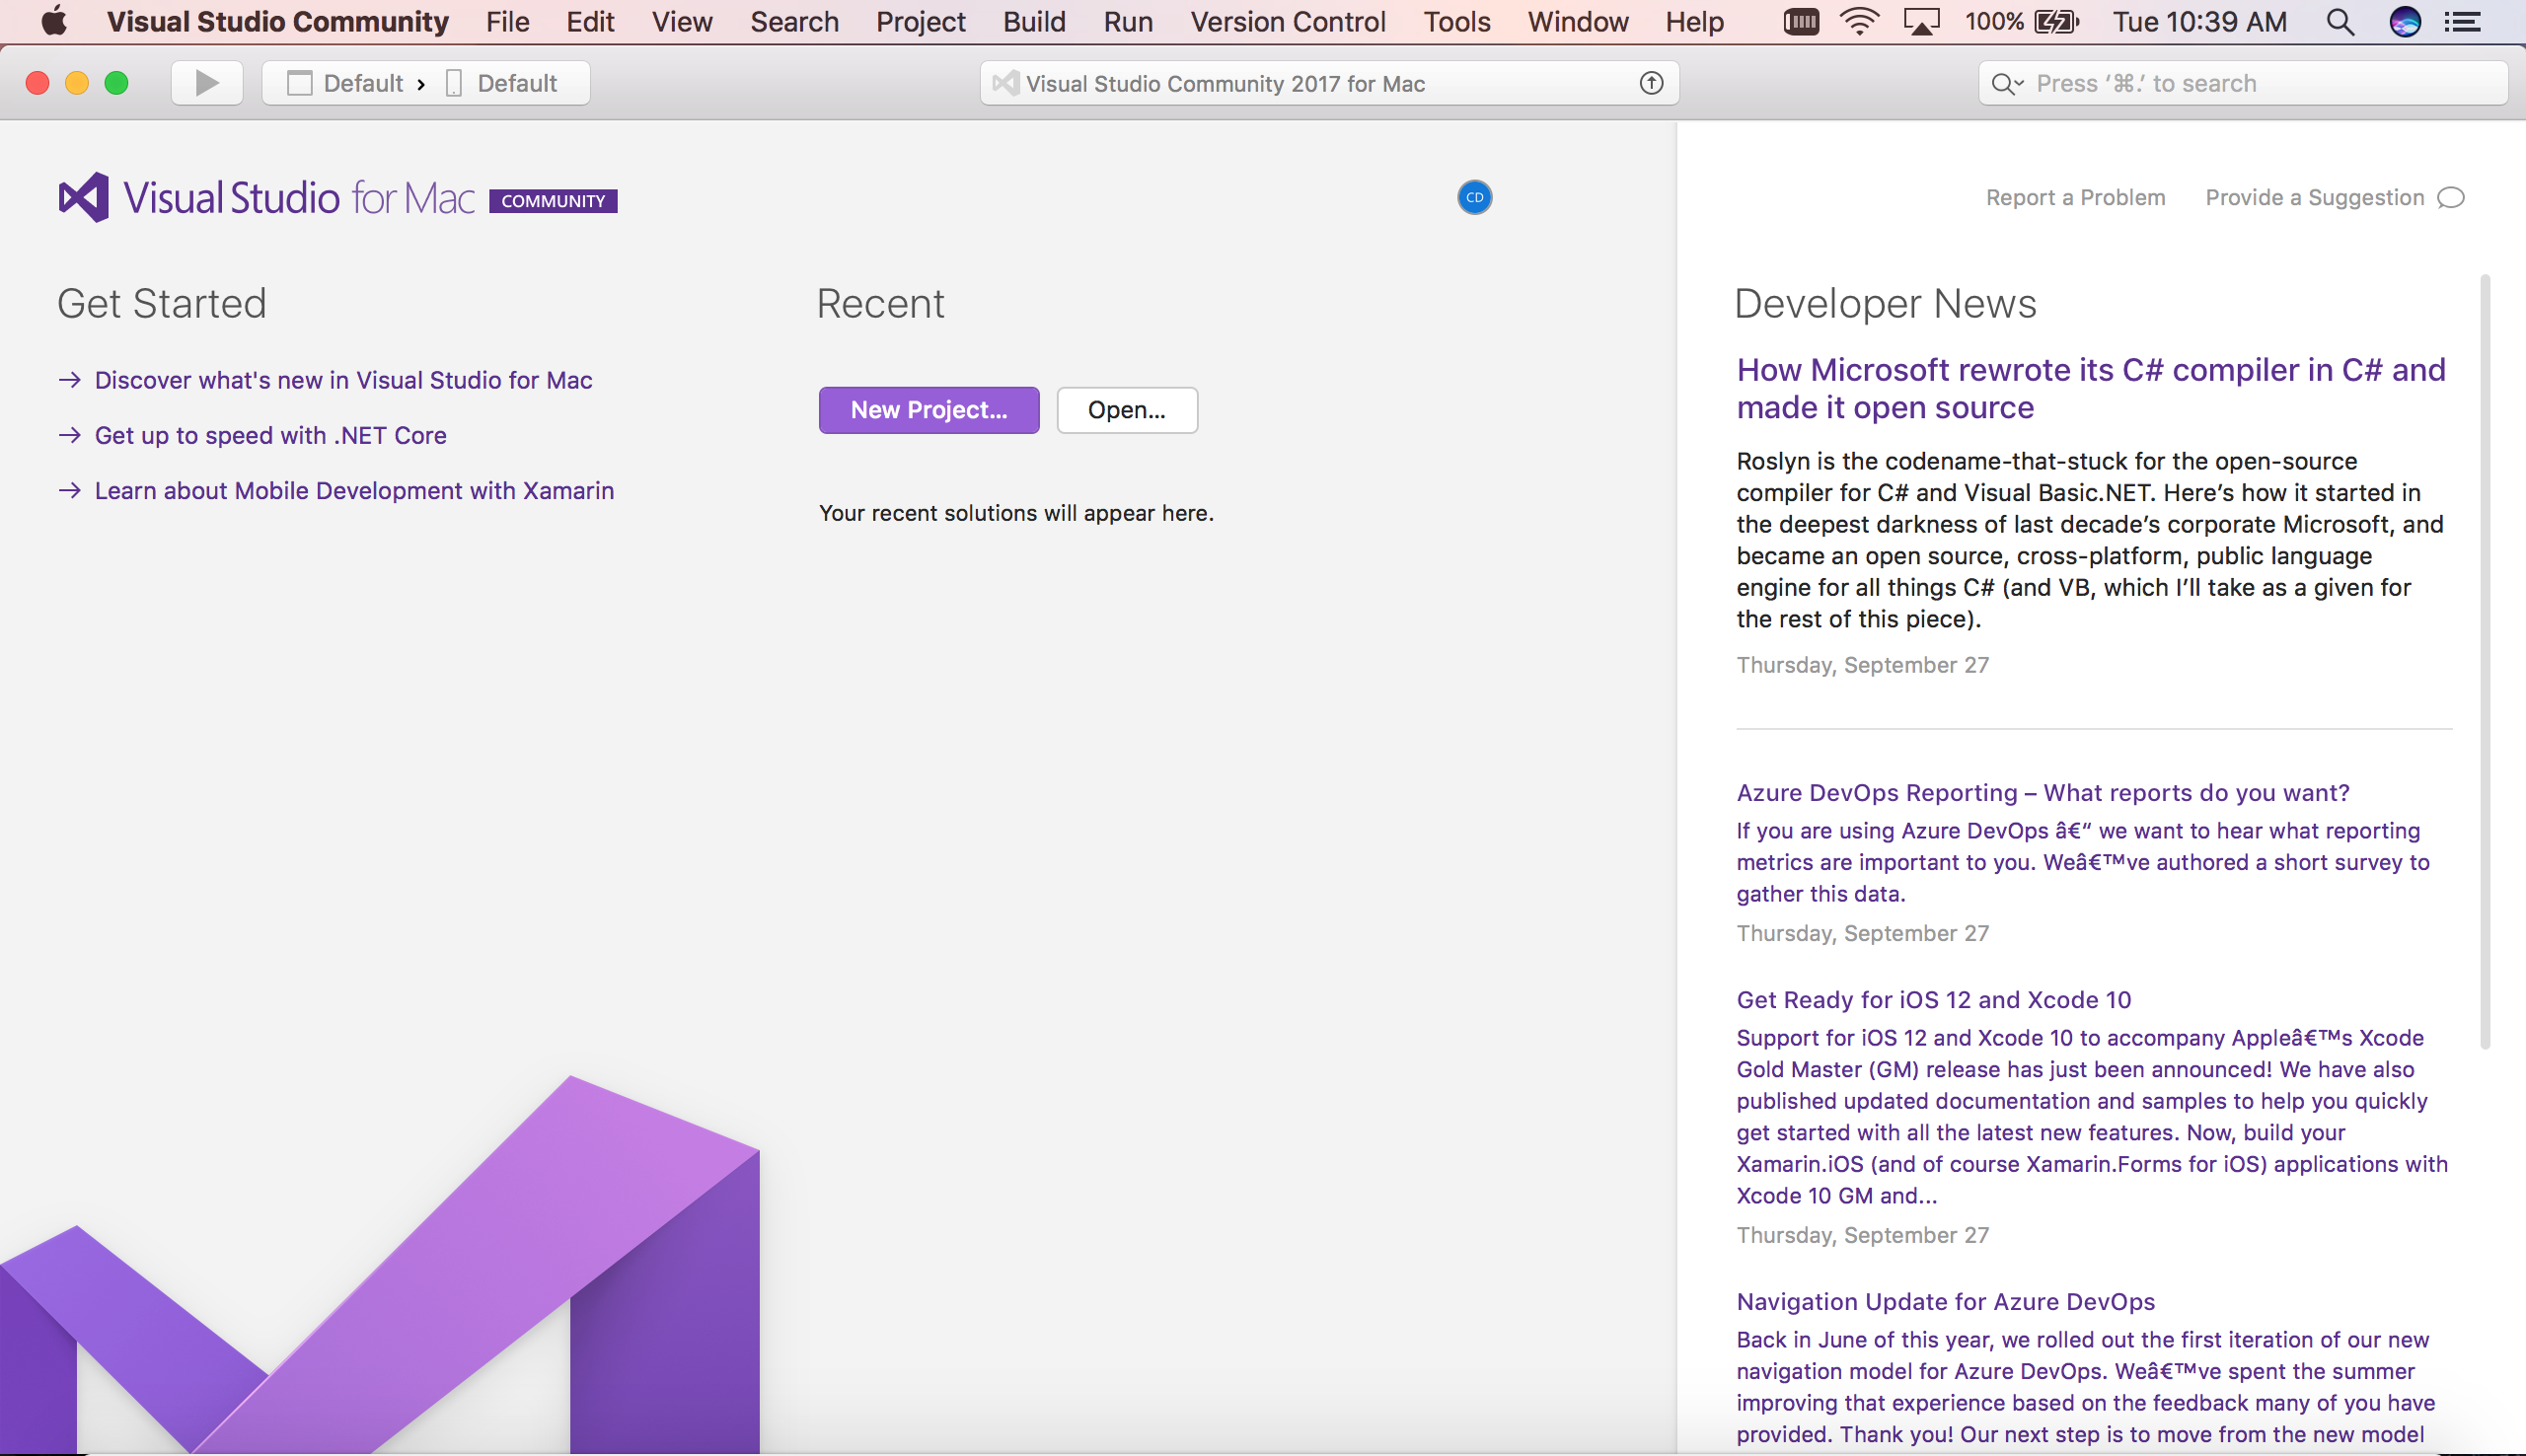 Visual Studio Community File Edit View Search Project Build Run Version Control Tools Window Help 100% Tue 10:39 AM
Default › Default
Visual Studio Community 2017 for Mac
Press ‘⌘.’ to search
Visual Studio for Mac COMMUNITY
CD
Report a Problem Provide a Suggestion
Get Started
Discover what's new in Visual Studio for Mac
Get up to speed with .NET Core
Learn about Mobile Development with Xamarin
Recent
New Project... Open...
Your recent solutions will appear here.
Developer News
How Microsoft rewrote its C# compiler in C# and
made it open source
Roslyn is the codename-that-stuck for the open-source
compiler for C# and Visual Basic.NET. Here’s how it started in
the deepest darkness of last decade’s corporate Microsoft, and
became an open source, cross-platform, public language
engine for all things C# (and VB, which I’ll take as a given for
the rest of this piece).
Thursday, September 27
Azure DevOps Reporting – What reports do you want?
If you are using Azure DevOps â€“ we want to hear what reporting
metrics are important to you. Weâ€™ve authored a short survey to
gather this data.
Thursday, September 27
Get Ready for iOS 12 and Xcode 10
Support for iOS 12 and Xcode 10 to accompany Appleâ€™s Xcode
Gold Master (GM) release has just been announced! We have also
published updated documentation and samples to help you quickly
get started with all the latest new features. Now, build your
Xamarin.iOS (and of course Xamarin.Forms for iOS) applications with
Xcode 10 GM and...
Thursday, September 27
Navigation Update for Azure DevOps
Back in June of this year, we rolled out the first iteration of our new
navigation model for Azure DevOps. Weâ€™ve spent the summer
improving that experience based on the feedback many of you have
provided. Thank you! Our next step is to move from the new model